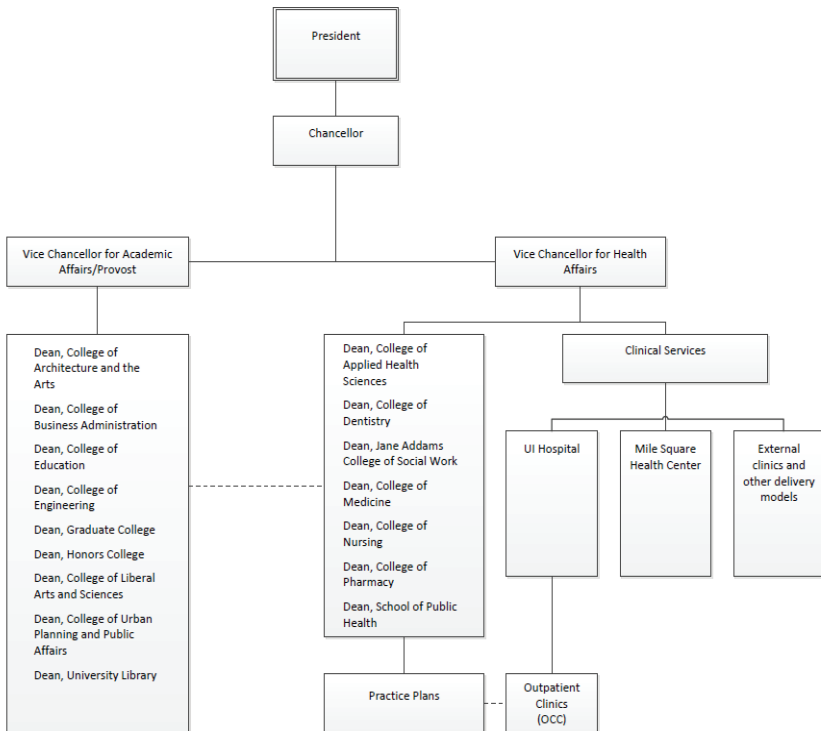 President
Chancellor
Vice Chancellor for Academic
Affairs/Provost
Vice Chancellor for Health
Affairs
Dean, College of
Architecture and the
Arts
Dean, College of
Business Administration
Dean, College of
Education
Dean, College of
Engineering
Dean, Graduate College
Dean, Honors College
Dean, College of Liberal
Arts and Sciences
Dean, College of Urban
Planning and Public
Affairs
Dean, University Library
Dean, College of
Applied Health
Sciences
Dean, College of
Dentistry
Dean, Jane Addams
College of Social Work
Dean, College of
Medicine
Dean, College of
Nursing
Dean, College of
Pharmacy
Dean, School of Public
Health
Clinical Services
UI Hospital
Mile Square
Health Center
External
clinics and
other delivery
models
Practice Plans
Outpatient
Clinics
(OCC)